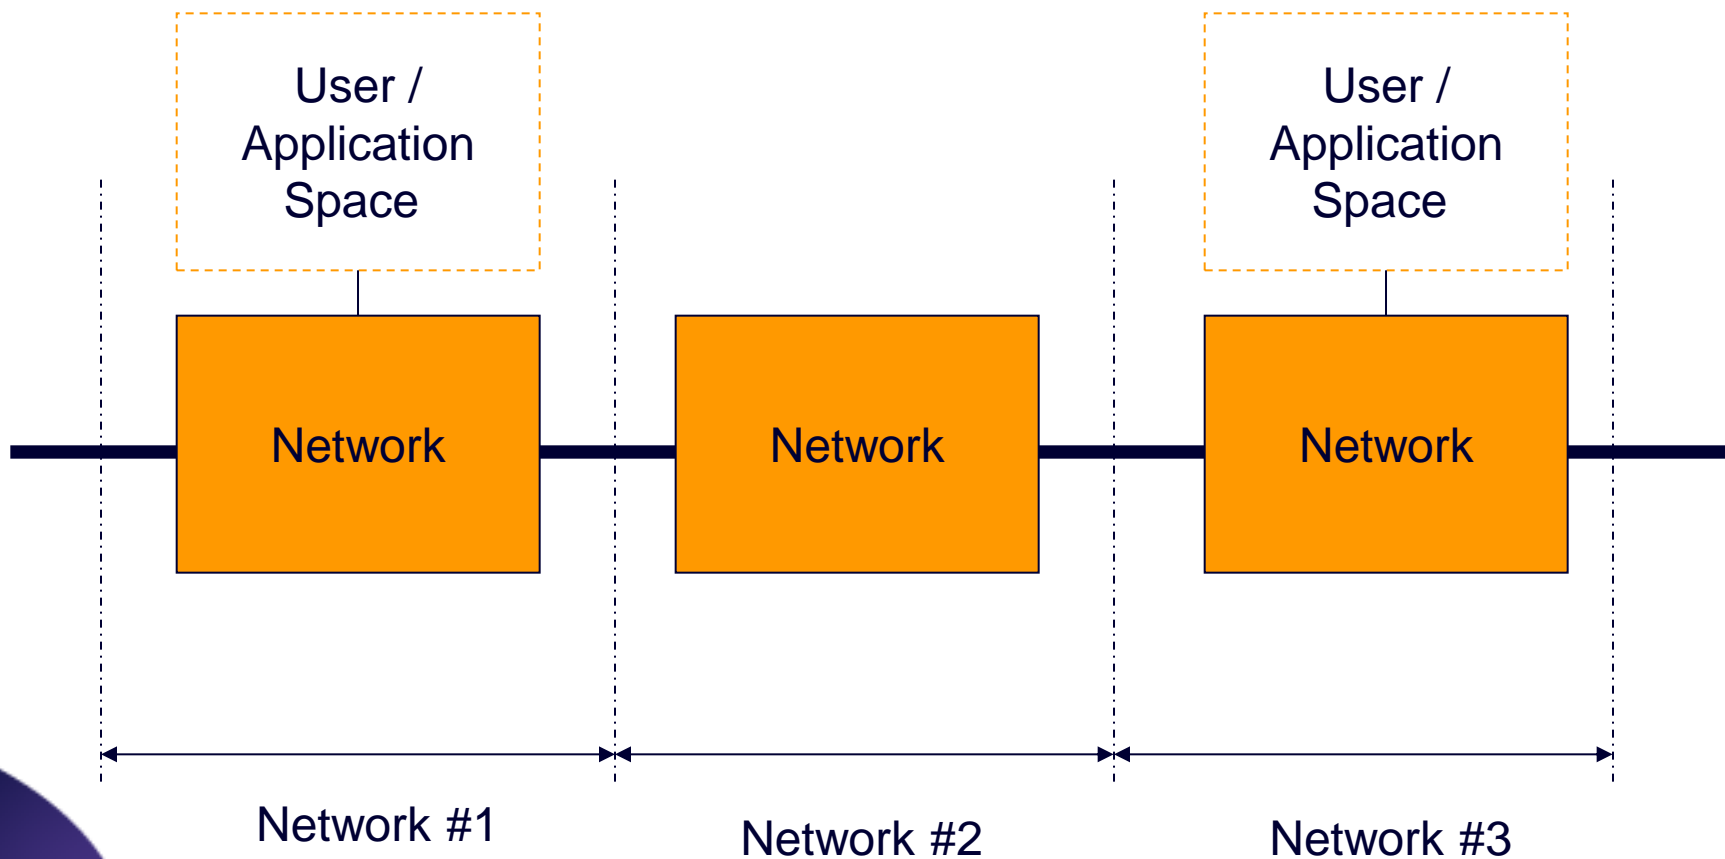 User /
Application
Space
User /
Application
Space
Network
Network
Network
Network #1
Network #2
Network #3